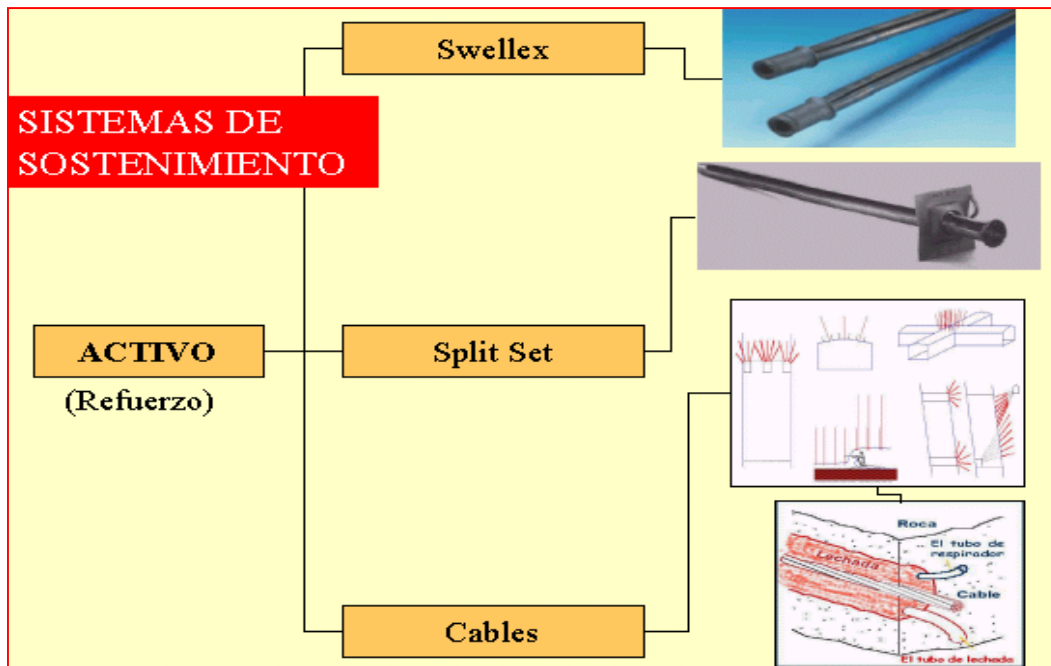 Swellex
SISTEMAS DE
SOSTENIMIENTO
ACTIVO
(Refuerzo)
Split Set
Cables
Roca
El tubo de
respirador
Lechada
Cable
El tubo de lechada